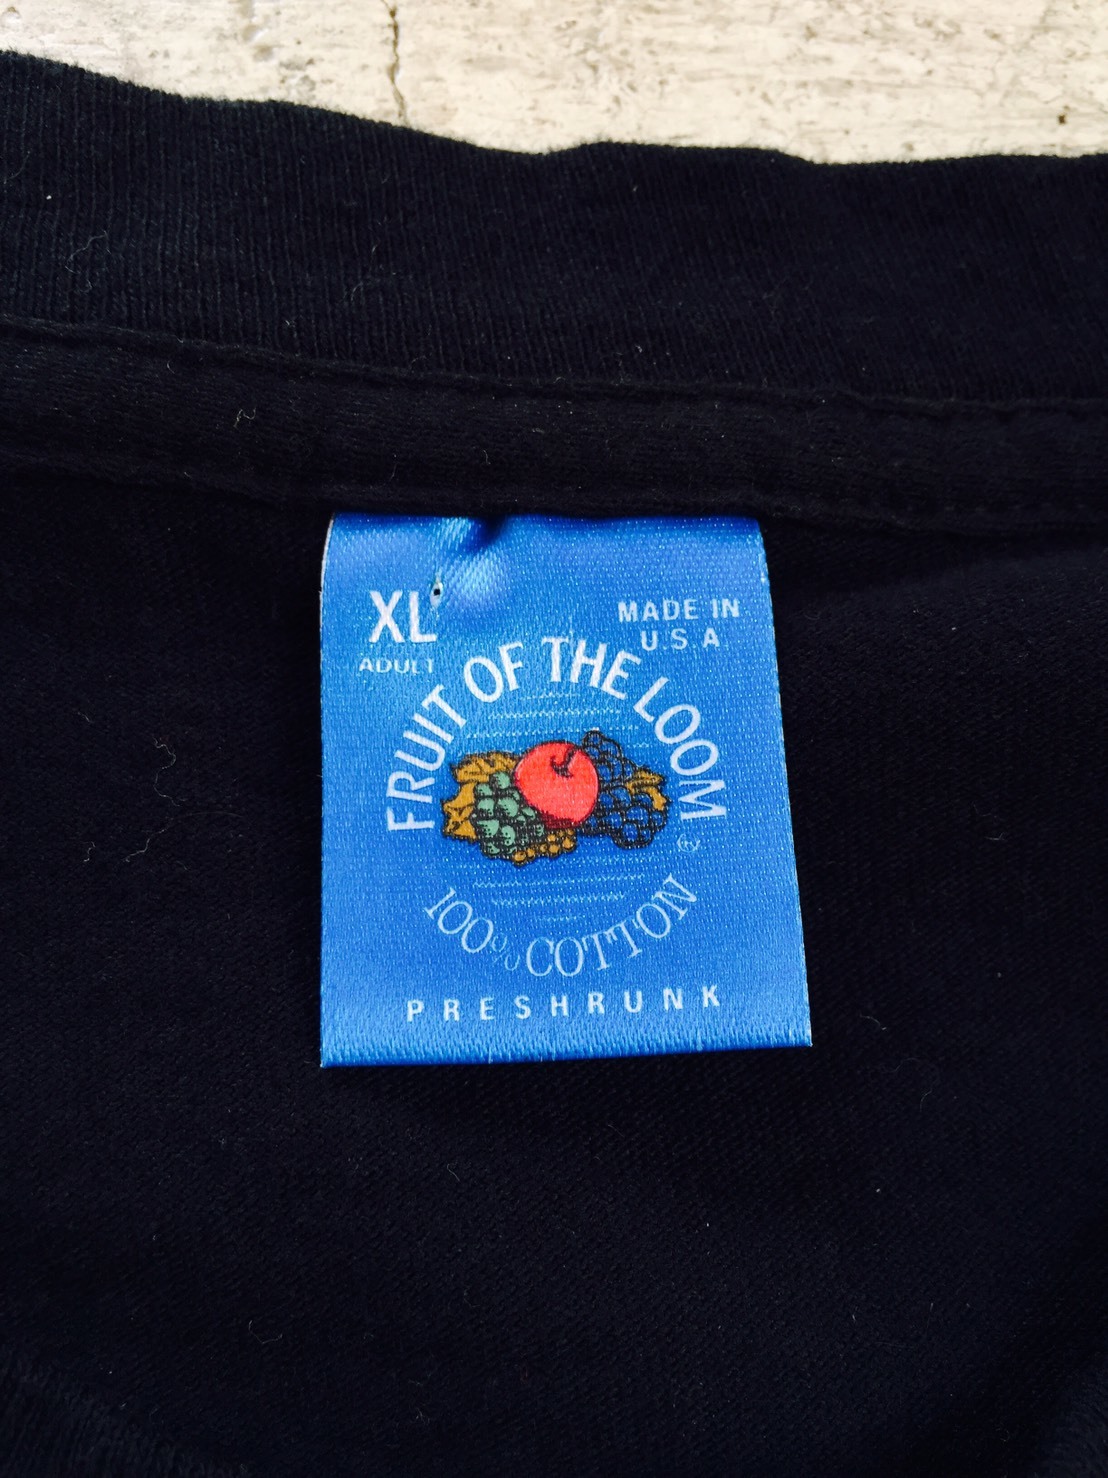 XL
ADULT
MADE IN
U.S.A
FRUIT OF THE LOOM
100% COTTON
PRESHRUNK